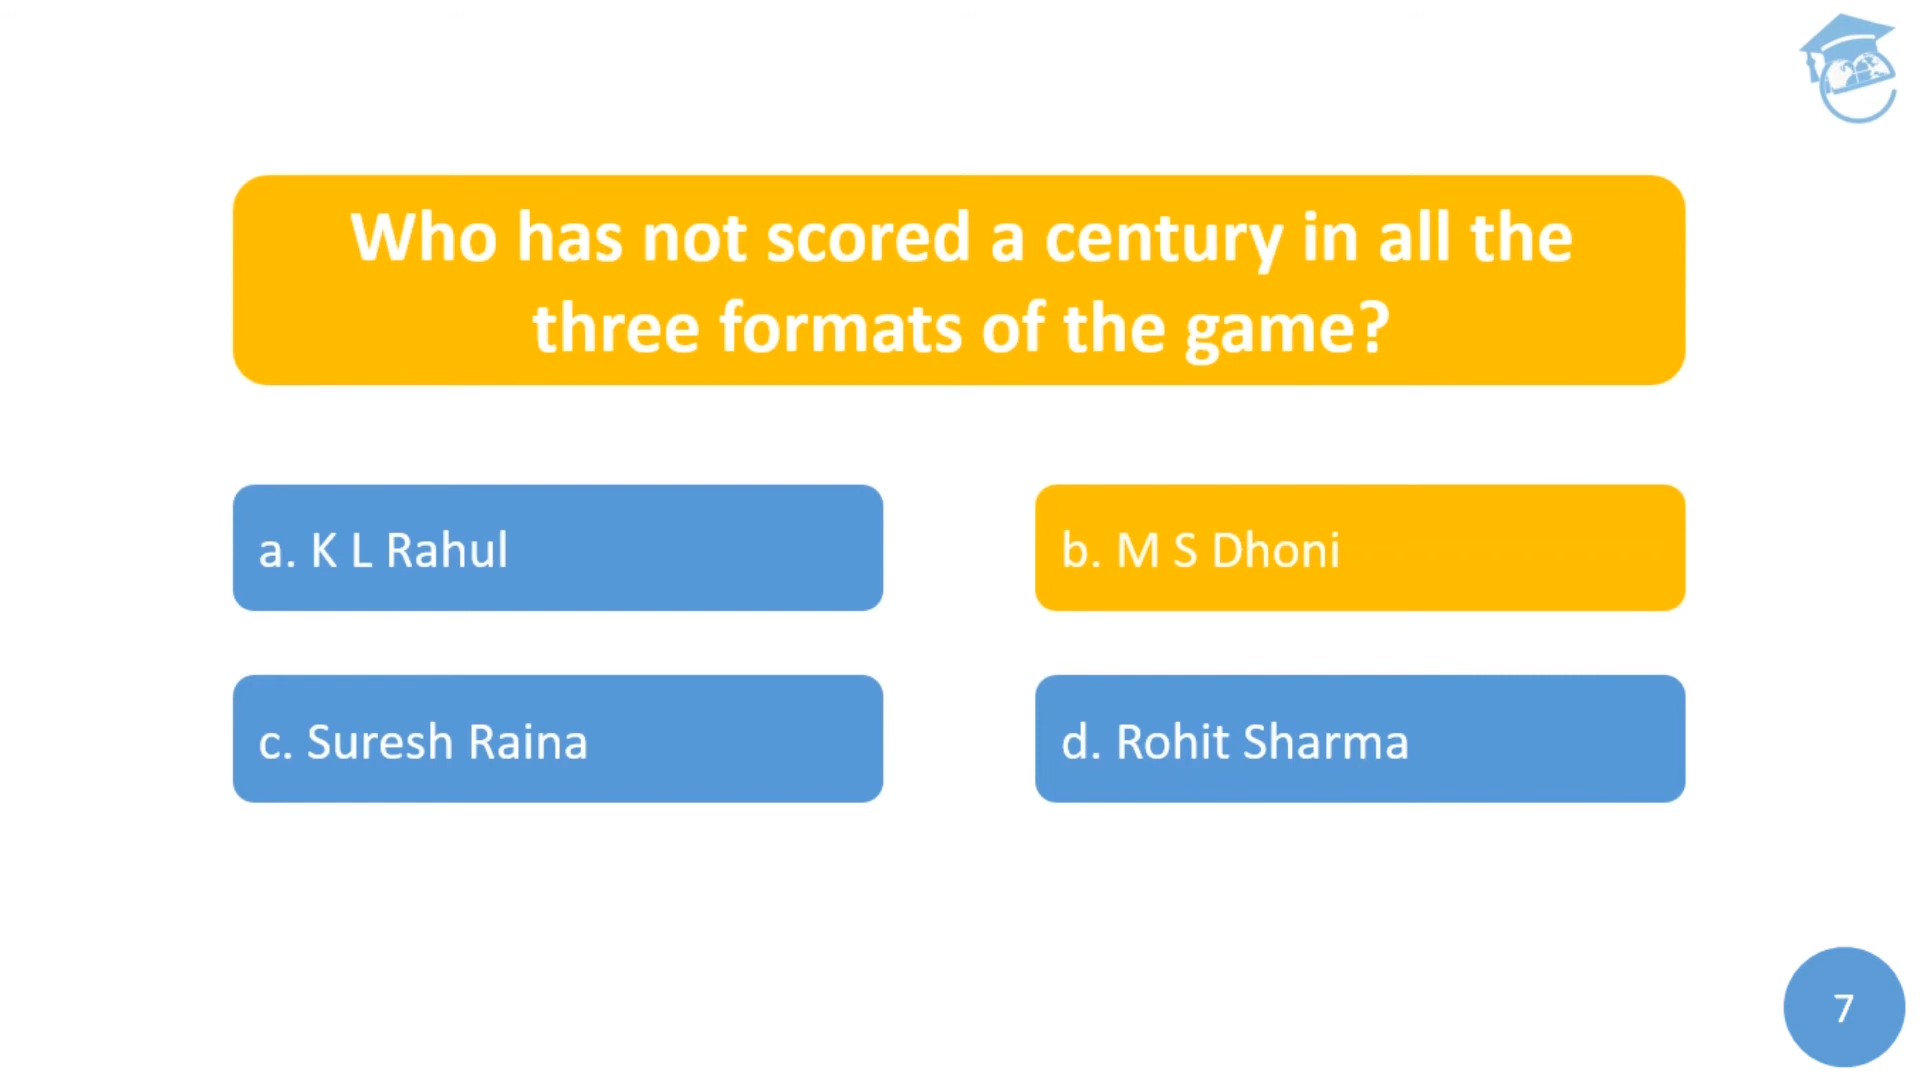 Who has not scored a century in all the
three formats of the game?
a. K L Rahul
b. M S Dhoni
c. Suresh Raina
d. Rohit Sharma
7